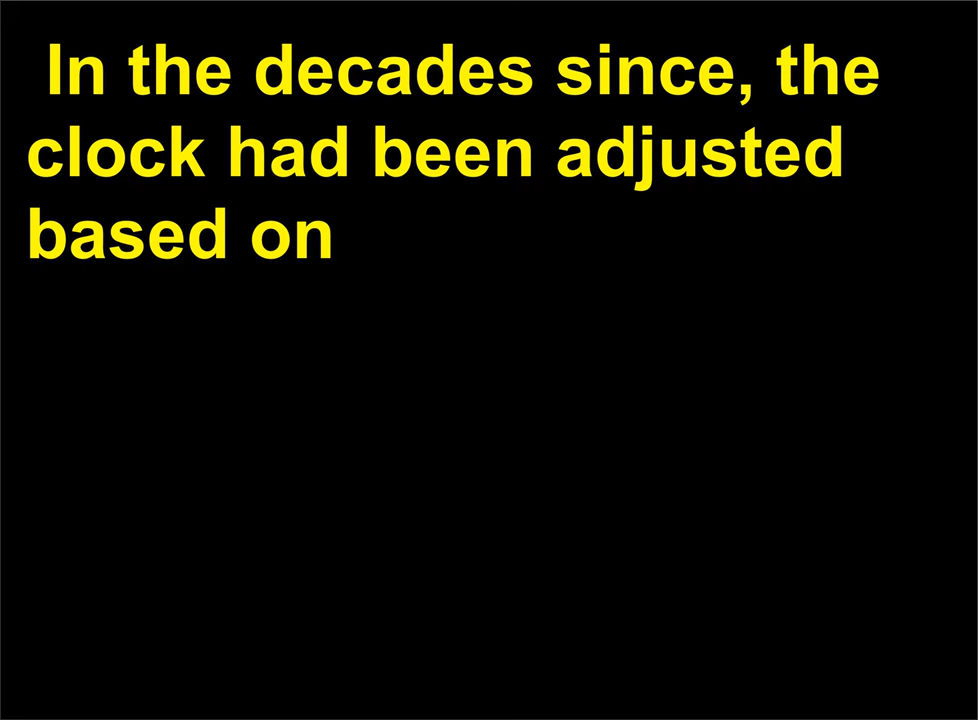 In the decades since, the
clock had been adjusted
based on